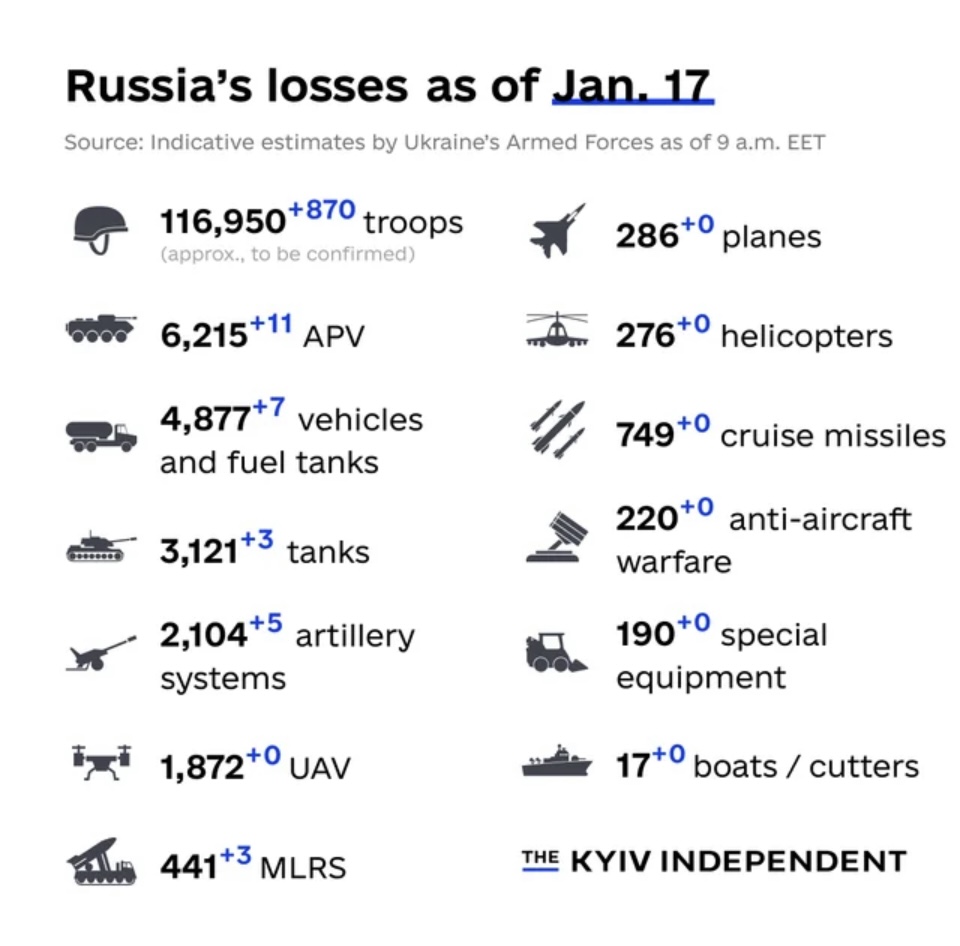 Russia's losses as of Jan. 17
Source: Indicative estimates by Ukraine's Armed Forces as of 9 a.m. EET
116,950+870 troops
(approx., to be confirmed)
6,215+11 APV
4,877+7 vehicles
and fuel tanks
3,121+3 tanks
2,104+5 artillery
systems
1,872+0 UAV
441+3 MLRS
286+0 planes
276+0 helicopters
749+0 cruise missiles
220+0 anti-aircraft
warfare
190+0 special
equipment
17+0 boats / cutters
THE KYIV INDEPENDENT